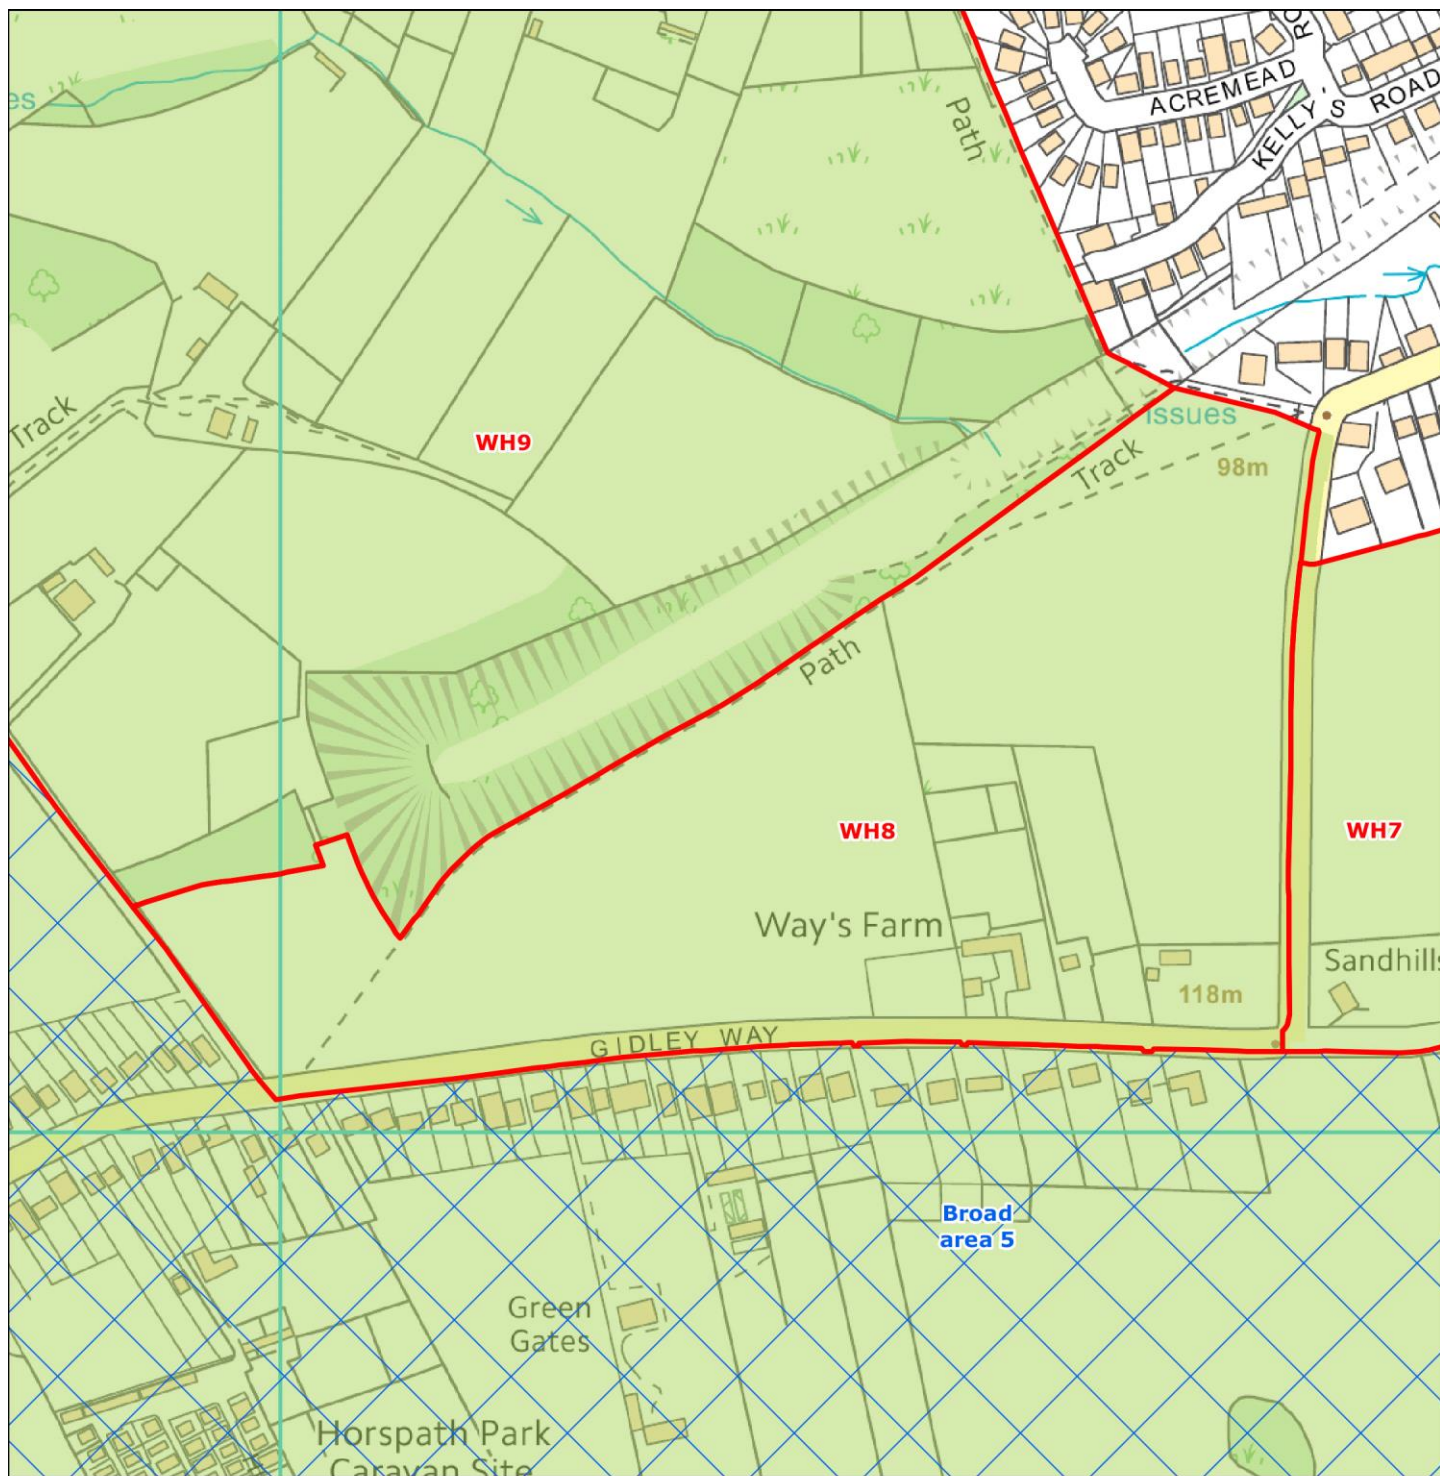 RO
ACREMEAD
KELLY'S
ROAD
es
Path
Track
WH9
Issues
Track
98m
Path
WH8
WH7
Way's Farm
Sandhills
118m
GIDLEY WAY
Broad
area 5
Green
Gates
Horspath Park
Caravan Site